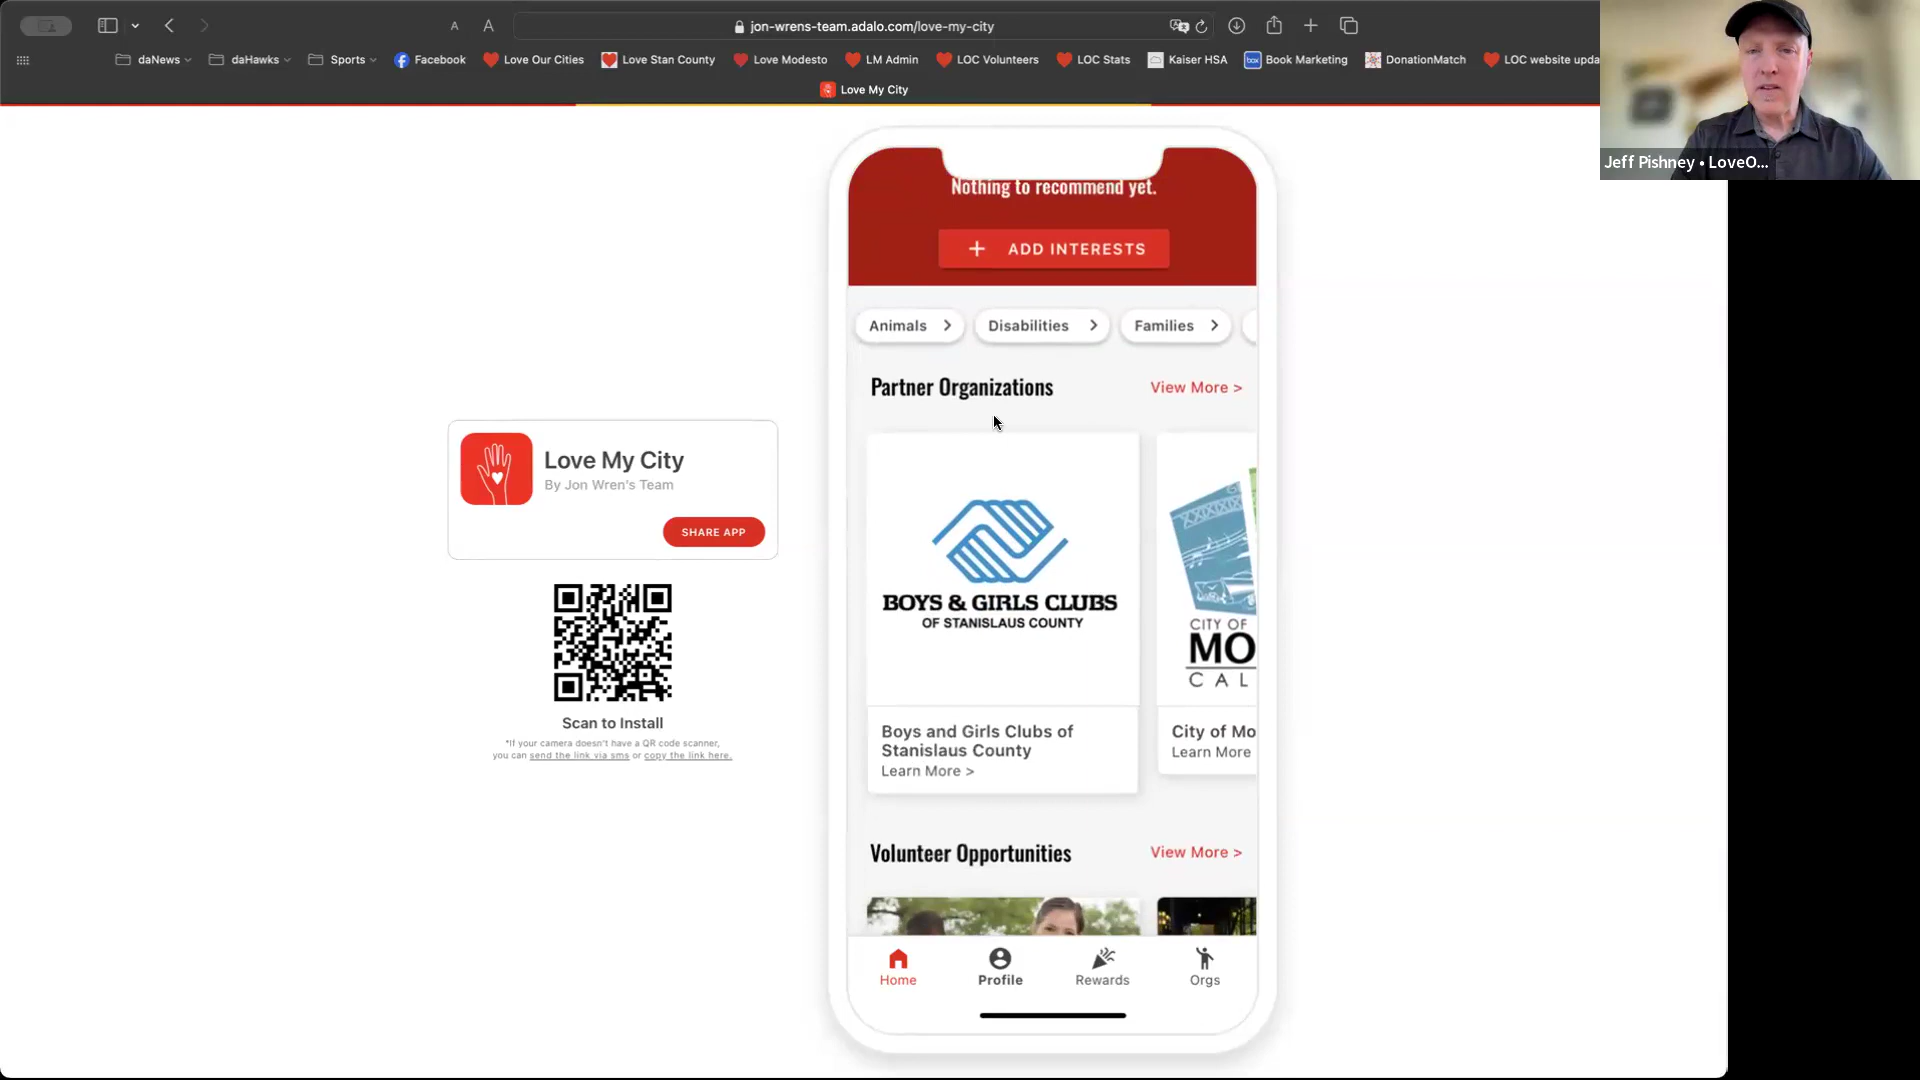 A A jon-wrens-team.adalo.com/love-my-city
daNews daHawks Sports Facebook Love Our Cities Love Stan County Love Modesto LM Admin LOC Volunteers LOC Stats Kaiser HSA Book Marketing DonationMatch LOC website upda
Love My City
Jeff Pishney • LoveO...
Nothing to recommend yet.
+ ADD INTERESTS
Animals > Disabilities > Families >
Partner Organizations View More >
BOYS & GIRLS CLUBS
OF STANISLAUS COUNTY
CITY OF
MO
CAL
Boys and Girls Clubs of
Stanislaus County
Learn More >
City of Mo
Learn More
Volunteer Opportunities View More >
Home Profile Rewards Orgs
Love My City
By Jon Wren's Team
SHARE APP
Scan to Install
*If your camera doesn't have a QR code scanner,
you can send the link via sms or copy the link here.